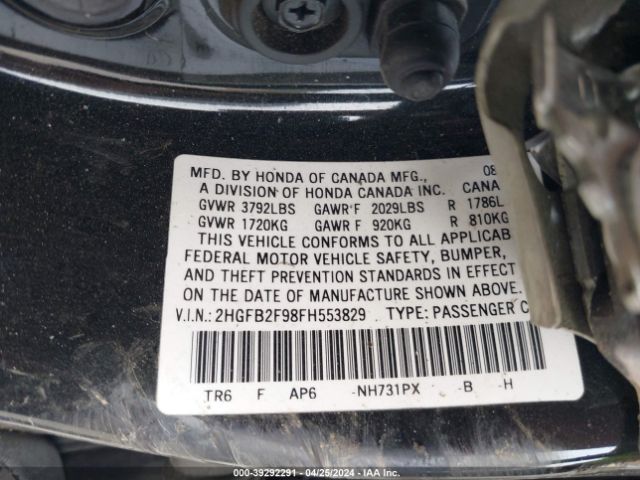 MFD. BY HONDA OF CANADA MFG., 08
A DIVISION OF HONDA CANADA INC. CANA
GVWR 3792LBS GAWR F 2029LBS R 1786L
GVWR 1720KG GAWR F 920KG R 810KG
THIS VEHICLE CONFORMS TO ALL APPLICAB
FEDERAL MOTOR VEHICLE SAFETY, BUMPER,
AND THEFT PREVENTION STANDARDS IN EFFECT
ON THE DATE OF MANUFACTURE SHOWN ABOVE.
V.I.N.: 2HGFB2F98FH553829 TYPE: PASSENGER C
TR6 F AP6 -NH731PX -B -H
000-39292291 - 04/25/2024 - IAA Inc.